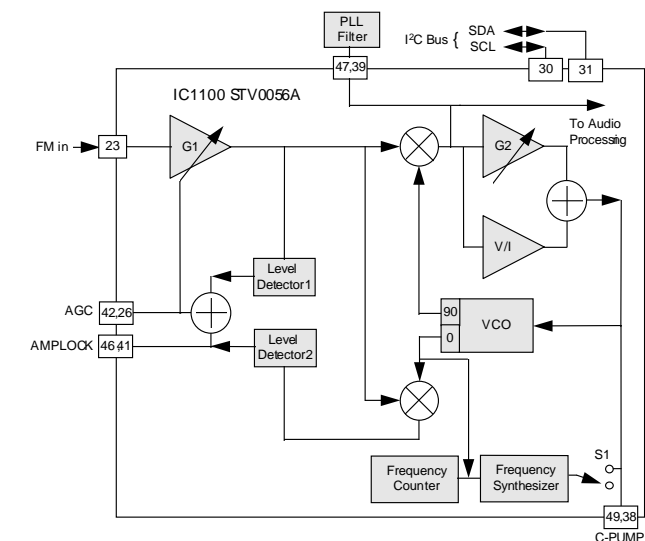 PLL
Filter
I²C Bus { SDA
SCL
47,39
30
31
IC1100 STV0056A
To Audio
Processing
FM in
23
G1
G2
V/I
Level
Detector1
AGC
42,26
90
VCO
0
AMPLOCK
46,41
Level
Detector2
S1
Frequency
Counter
Frequency
Synthesizer
49,38
C-PUMP